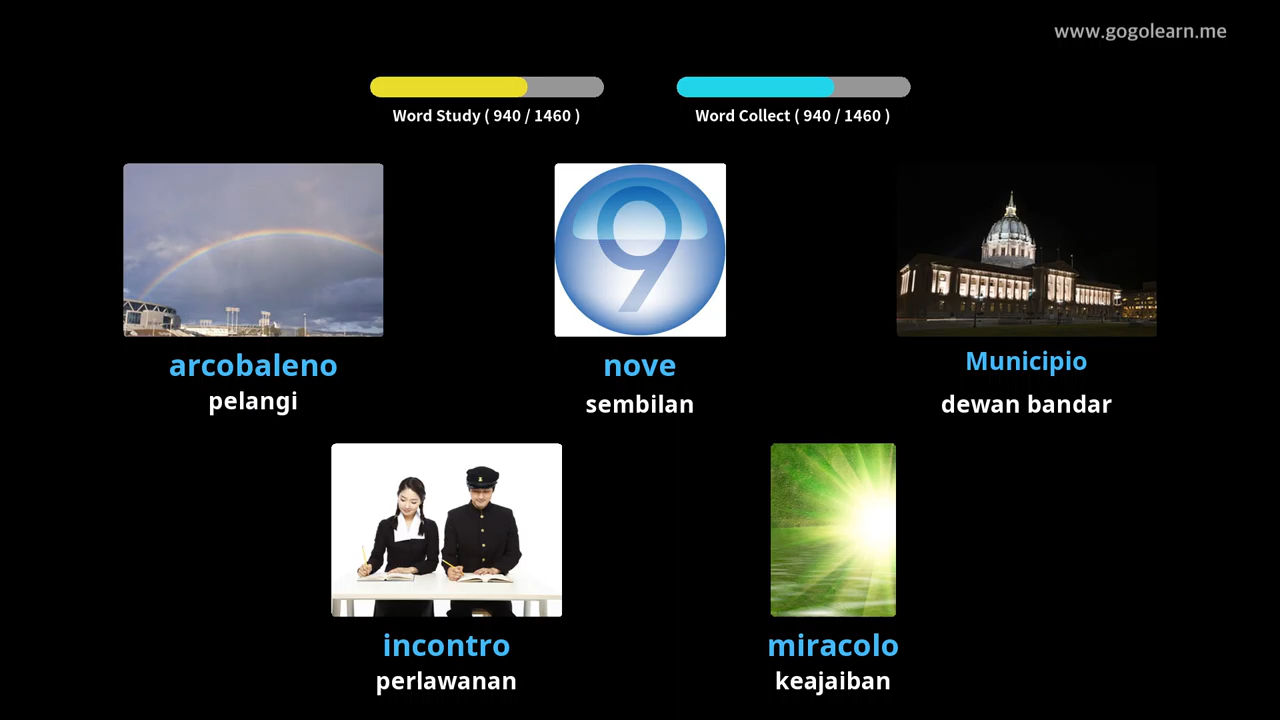 www.gogolearn.me
Word Study ( 940 / 1460 )
Word Collect ( 940 / 1460 )
9
arcobaleno
pelangi
nove
sembilan
Municipio
dewan bandar
incontro
perlawanan
miracolo
keajaiban